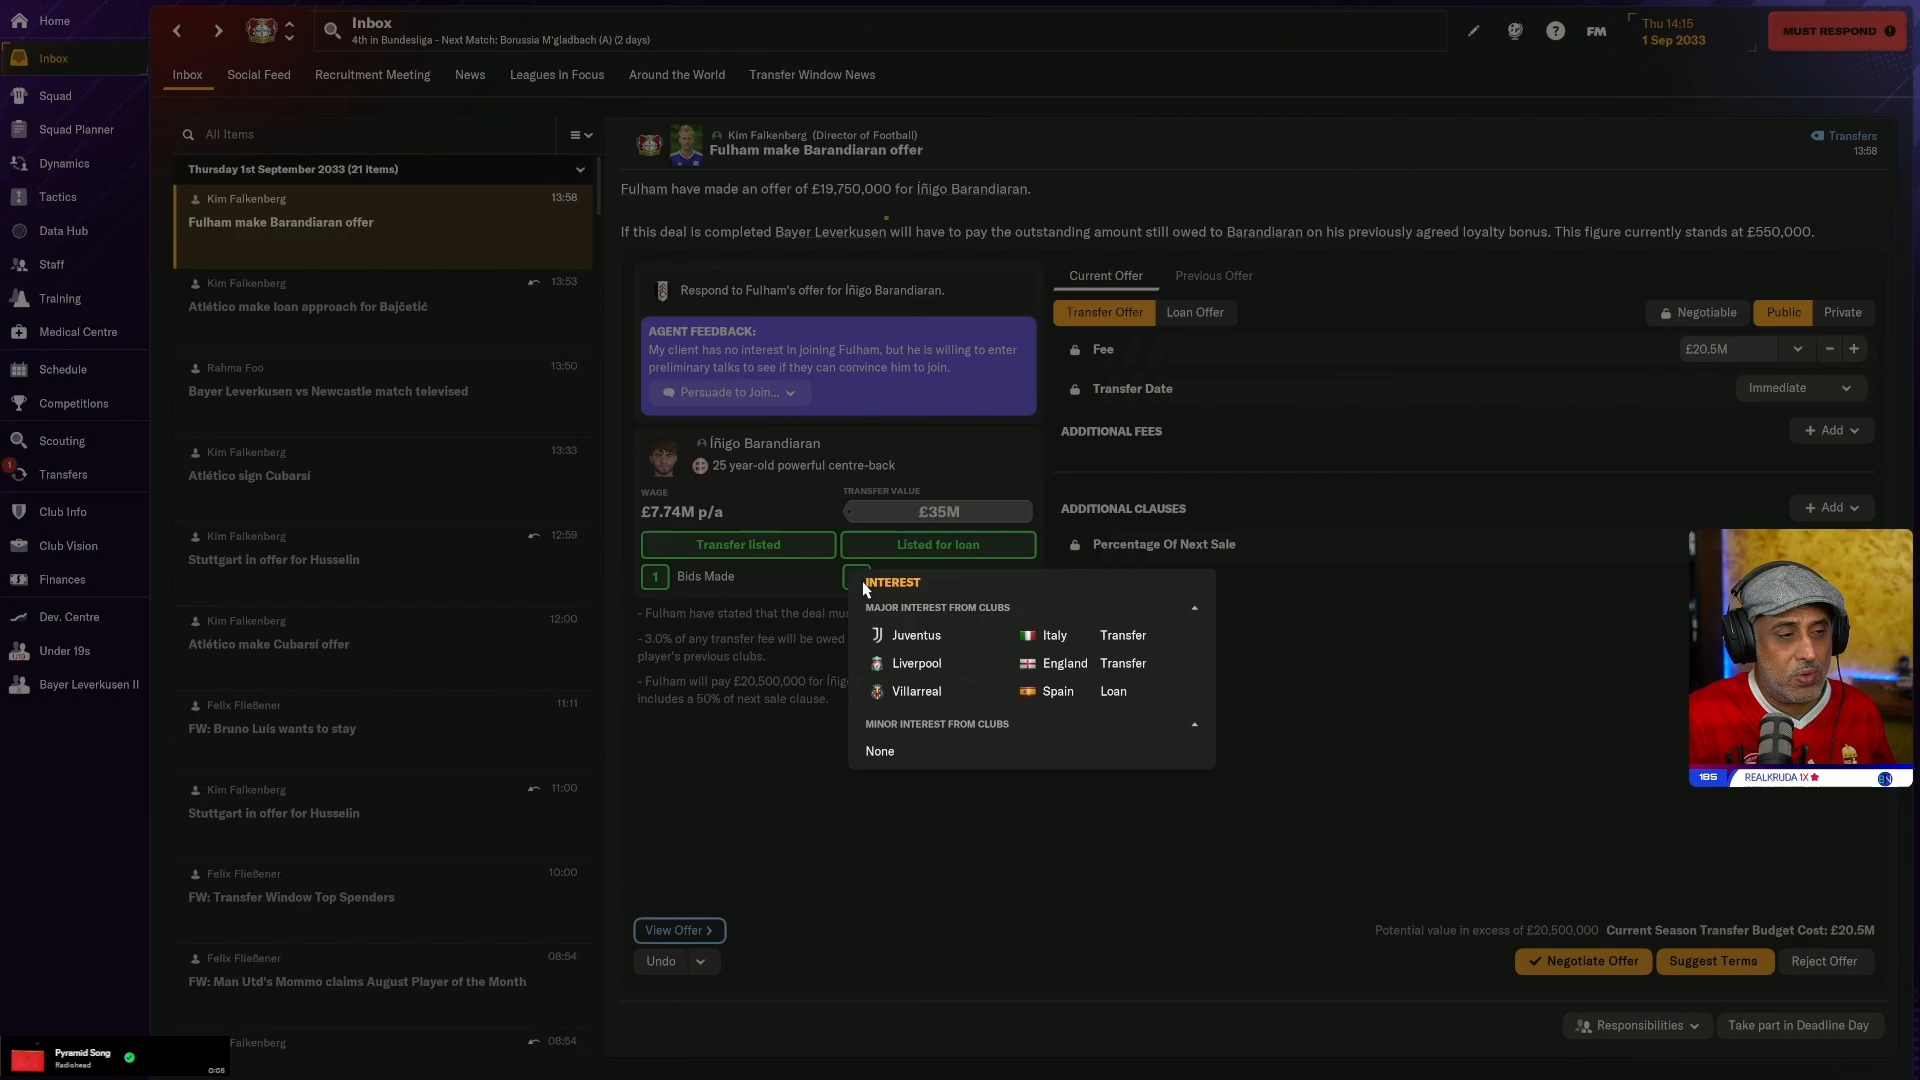 Home
Inbox
Squad
Squad Planner
Dynamics
Tactics
Data Hub
Staff
Training
Medical Centre
Schedule
Competitions
Scouting
1
Transfers
Club Info
Club Vision
Finances
Dev. Centre
Under 19s
Bayer Leverkusen II
Inbox
4th in Bundesliga - Next Match: Borussia M'gladbach (A) (2 days)
FM
Thu 14:15
1 Sep 2033
MUST RESPOND
Inbox
Social Feed
Recruitment Meeting
News
Leagues in Focus
Around the World
Transfer Window News
All Items
Thursday 1st September 2033 (21 items)
Kim Falkenberg 13:58
Fulham make Barandiaran offer
Kim Falkenberg 13:53
Atlético make loan approach for Bajčetić
Rahma Foo 13:50
Bayer Leverkusen vs Newcastle match televised
Kim Falkenberg 13:33
Atlético sign Cubarsí
Kim Falkenberg 12:59
Stuttgart in offer for Husselin
Kim Falkenberg 12:00
Atlético make Cubarsí offer
Felix Fließener 11:11
FW: Bruno Luís wants to stay
Kim Falkenberg 11:00
Stuttgart in offer for Husselin
Felix Fließener 10:00
FW: Transfer Window Top Spenders
Felix Fließener 08:54
FW: Man Utd's Mommo claims August Player of the Month
Falkenberg 08:54
Kim Falkenberg (Director of Football)
Fulham make Barandiaran offer
Transfers
13:58
Fulham have made an offer of £19,750,000 for Íñigo Barandiaran.
If this deal is completed Bayer Leverkusen will have to pay the outstanding amount still owed to Barandiaran on his previously agreed loyalty bonus. This figure currently stands at £550,000.
Respond to Fulham's offer for Íñigo Barandiaran.
AGENT FEEDBACK:
My client has no interest in joining Fulham, but he is willing to enter
preliminary talks to see if they can convince him to join.
Persuade to Join...
Íñigo Barandiaran
25 year-old powerful centre-back
WAGE
TRANSFER VALUE
£7.74M p/a
£35M
Transfer listed
Listed for loan
1 Bids Made
- Fulham have stated that the deal mus
- 3.0% of any transfer fee will be owed
player's previous clubs.
- Fulham will pay £20,500,000 for Íñig
includes a 50% of next sale clause.
INTEREST
MAJOR INTEREST FROM CLUBS
Juventus Italy Transfer
Liverpool England Transfer
Villarreal Spain Loan
MINOR INTEREST FROM CLUBS
None
Current Offer
Previous Offer
Transfer Offer
Loan Offer
Negotiable
Public
Private
Fee
£20.5M
Transfer Date
Immediate
ADDITIONAL FEES
Add
ADDITIONAL CLAUSES
Add
Percentage Of Next Sale
185
REALKRUDA 1X
View Offer
Undo
Potential value in excess of £20,500,000 Current Season Transfer Budget Cost: £20.5M
Negotiate Offer
Suggest Terms
Reject Offer
Responsibilities
Take part in Deadline Day
Pyramid Song
Radiohead
0:05